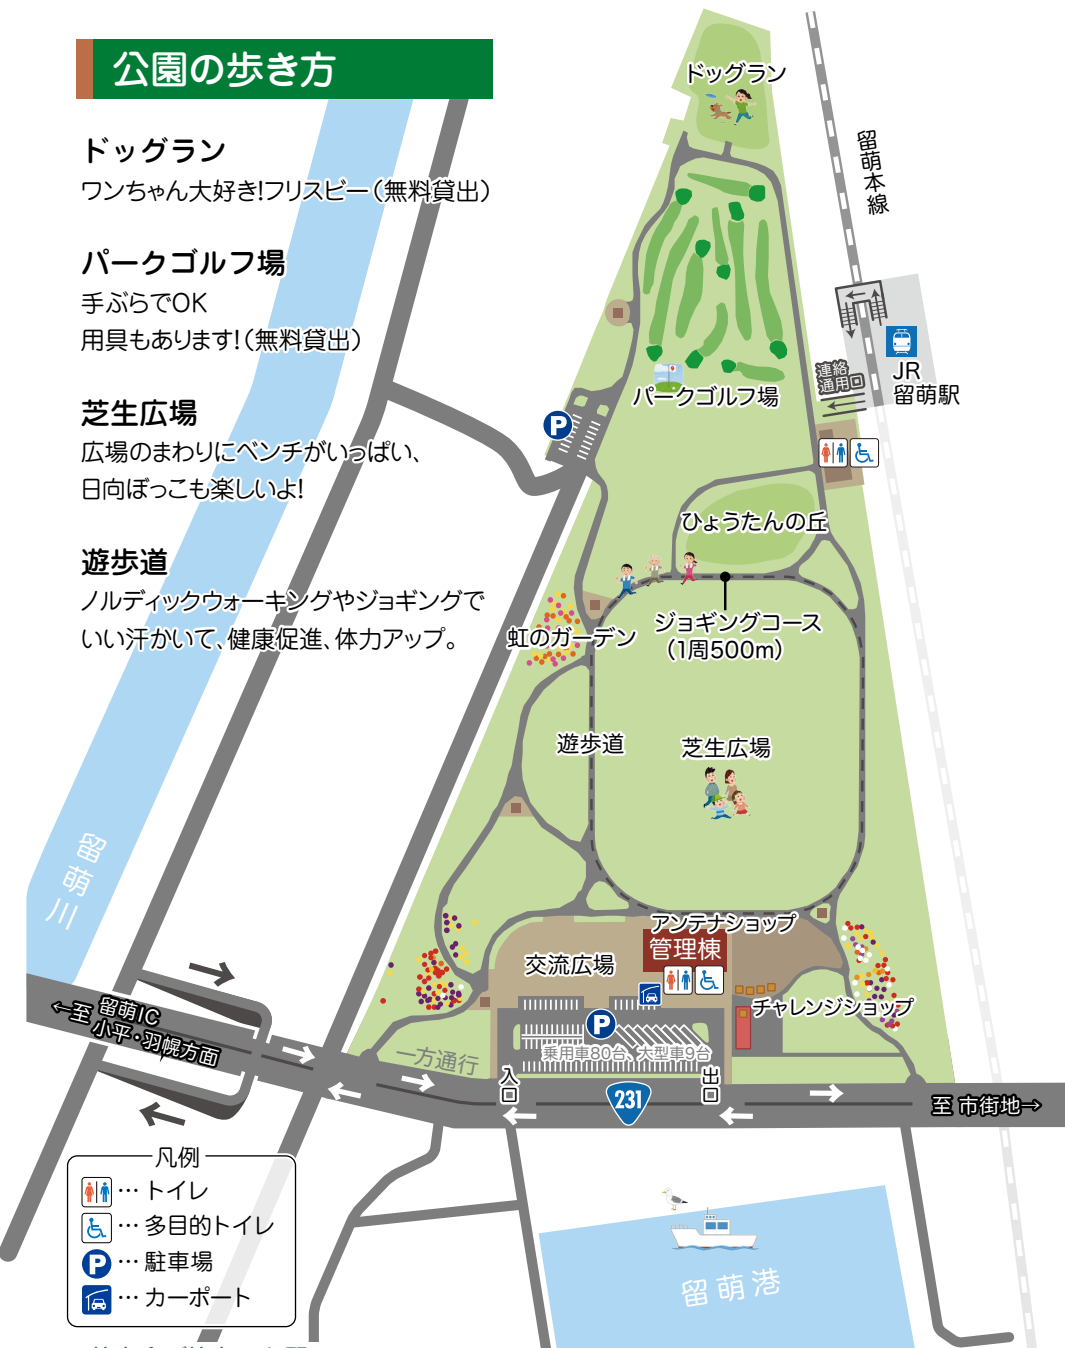 公園の歩き方
ドッグラン
ワンちゃん大好き!フリスビー（無料貸出）
パークゴルフ場
手ぶらでOK
用具もあります!（無料貸出）
芝生広場
広場のまわりにベンチがいっぱい、
日向ぼっこも楽しいよ!
遊歩道
ノルディックウォーキングやジョギングで
いい汗かいて、健康促進、体力アップ。
ドッグラン
留萌本線
パークゴルフ場
P
連絡
通用口
JR
留萌駅
ひょうたんの丘
ジョギングコース
（1周500m）
虹のガーデン
遊歩道
芝生広場
留萌川
アンテナショップ
管理棟
交流広場
チャレンジショップ
P
乗用車80台、大型車9台
一方通行
入口
出口
231
←至 留萌IC
小平・羽幌方面
至 市街地→
凡例
…トイレ
…多目的トイレ
P…駐車場
…カーポート
留萌港